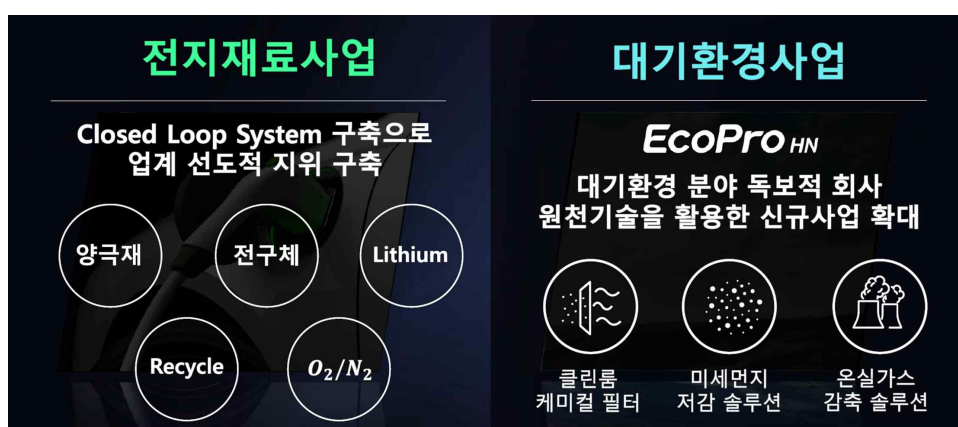 전지재료사업
Closed Loop System 구축으로
업계 선도적 지위 구축
양극재
전구체
Lithium
Recycle
O₂/N₂
대기환경사업
EcoPro HN
대기환경 분야 독보적 회사
원천기술을 활용한 신규사업 확대
클린룸
케미컬 필터
미세먼지
저감 솔루션
온실가스
감축 솔루션